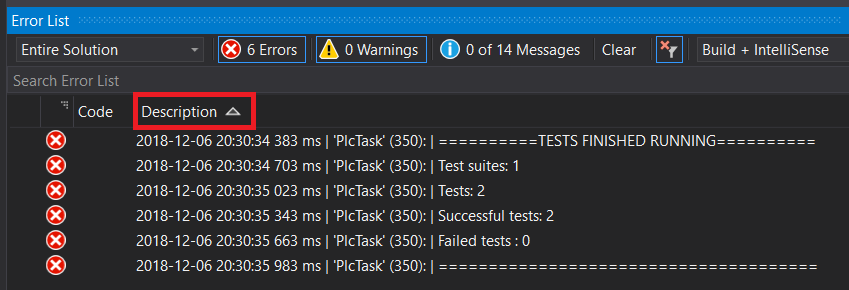 Error List
Entire Solution 6 Errors 0 Warnings 0 of 14 Messages Clear Build + IntelliSense
Search Error List
Code Description
2018-12-06 20:30:34 383 ms | 'PlcTask' (350): | ==========TESTS FINISHED RUNNING==========
2018-12-06 20:30:34 703 ms | 'PlcTask' (350): | Test suites: 1
2018-12-06 20:30:35 023 ms | 'PlcTask' (350): | Tests: 2
2018-12-06 20:30:35 343 ms | 'PlcTask' (350): | Successful tests: 2
2018-12-06 20:30:35 663 ms | 'PlcTask' (350): | Failed tests : 0
2018-12-06 20:30:35 983 ms | 'PlcTask' (350): | ======================================